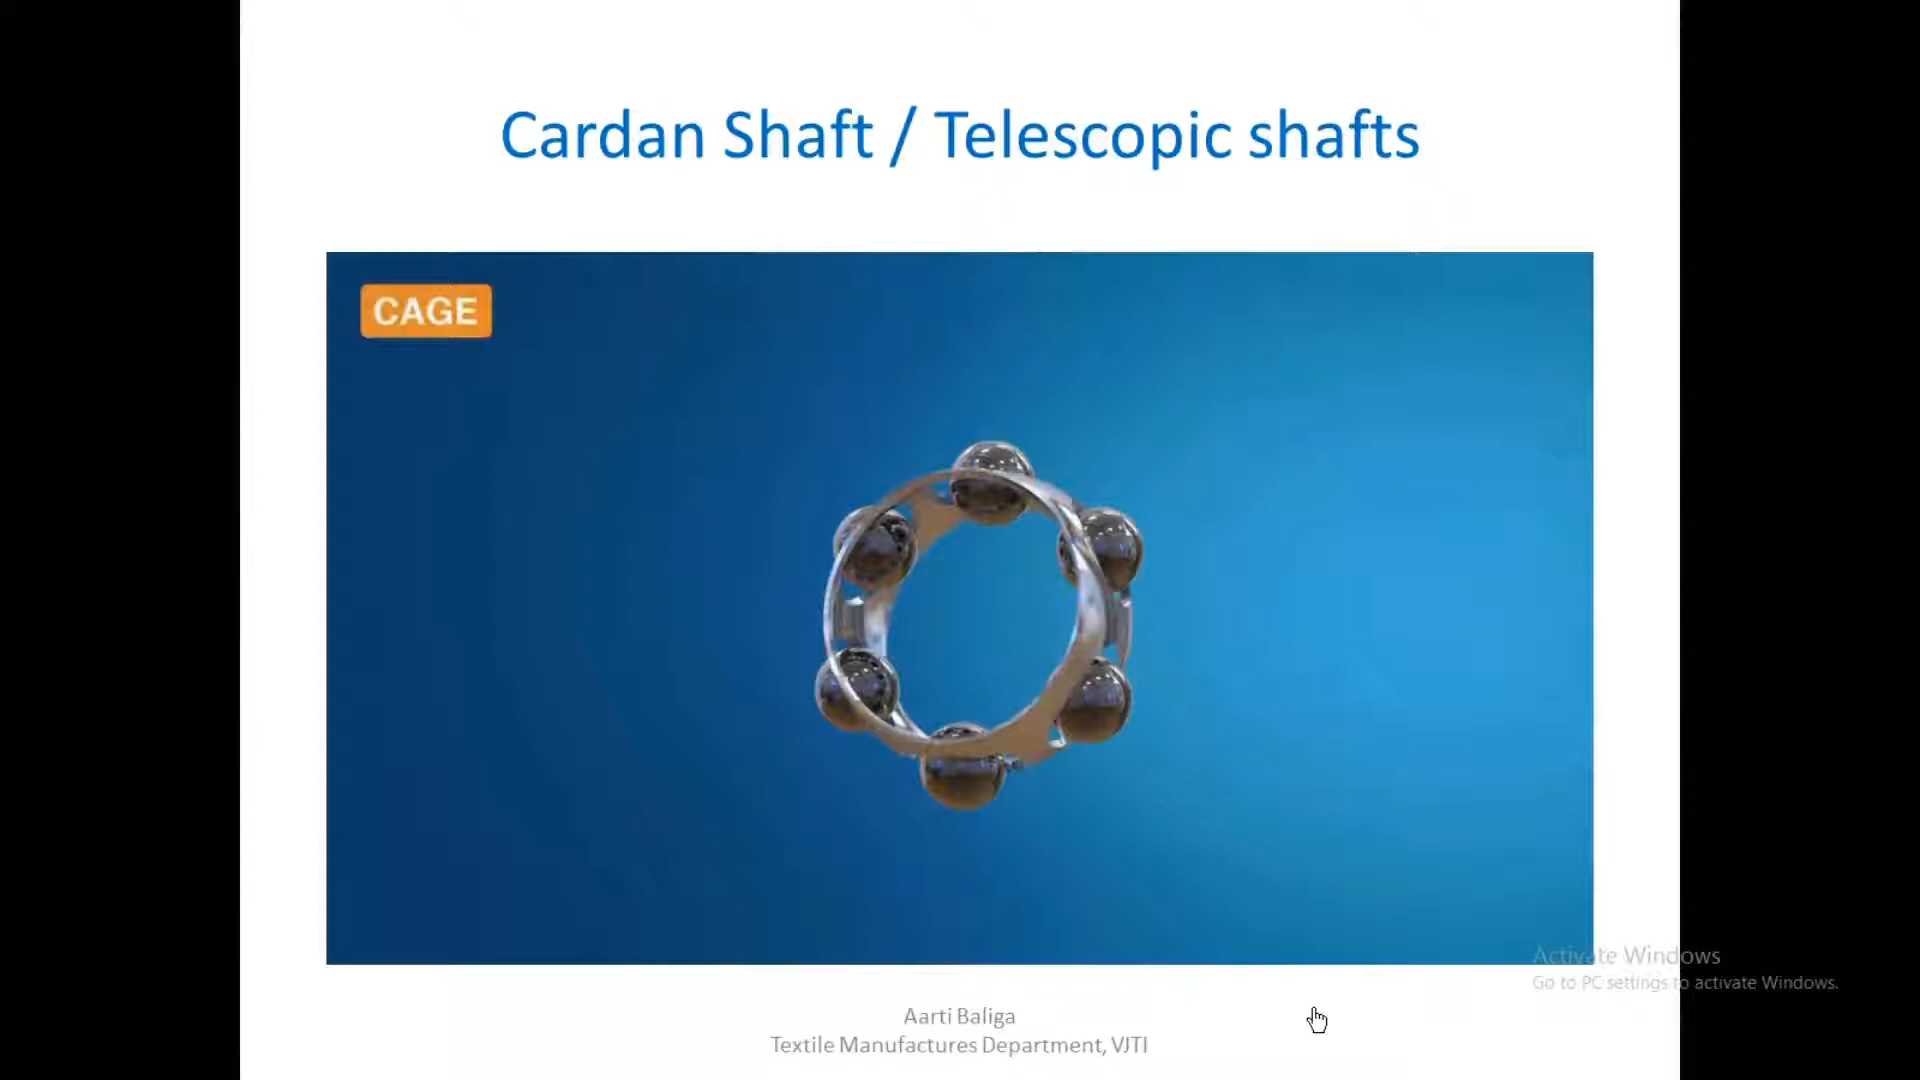 Cardan Shaft / Telescopic shafts
CAGE
Activate Windows
Go to PC settings to activate Windows.
Aarti Baliga
Textile Manufactures Department, VJTI